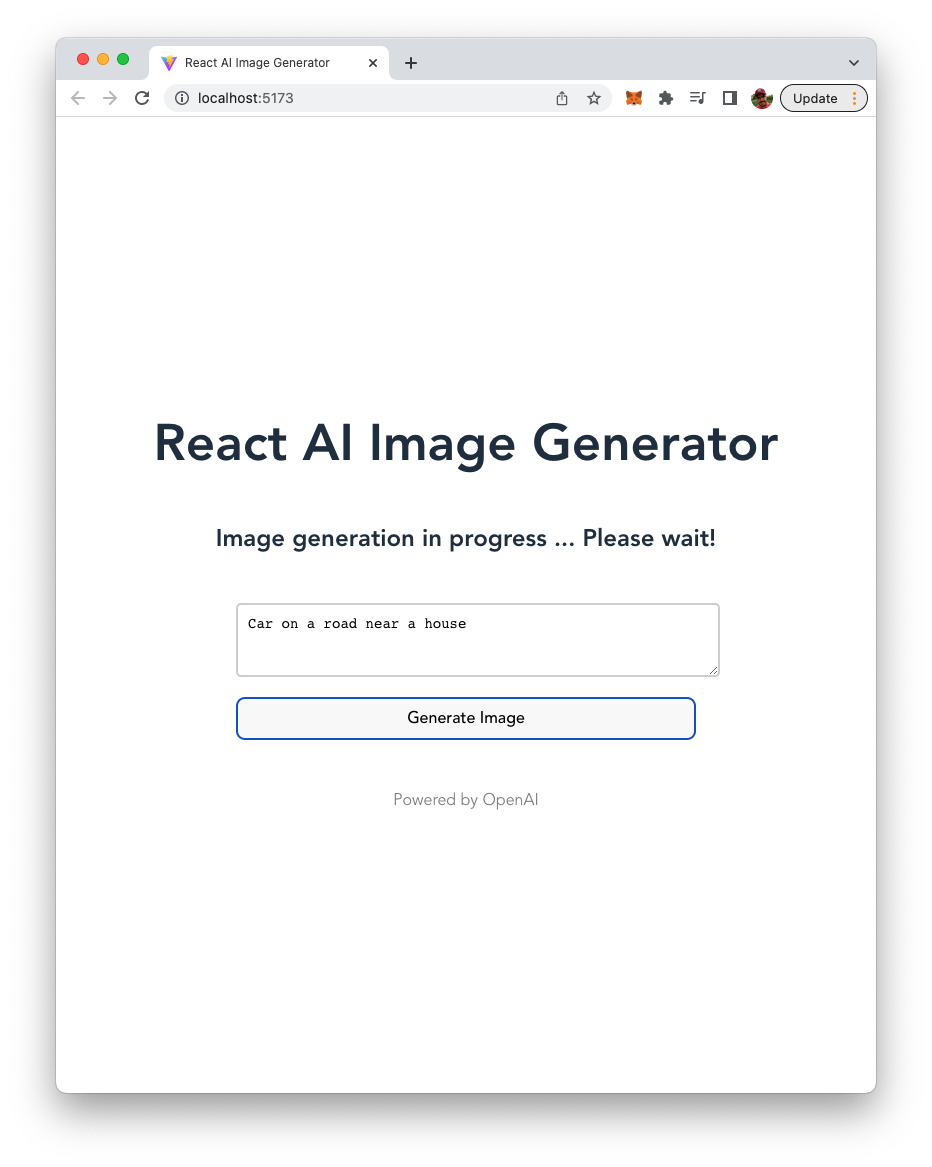 React AI Image Generator
localhost:5173
Update
React AI Image Generator
Image generation in progress ... Please wait!
Car on a road near a house
Generate Image
Powered by OpenAI